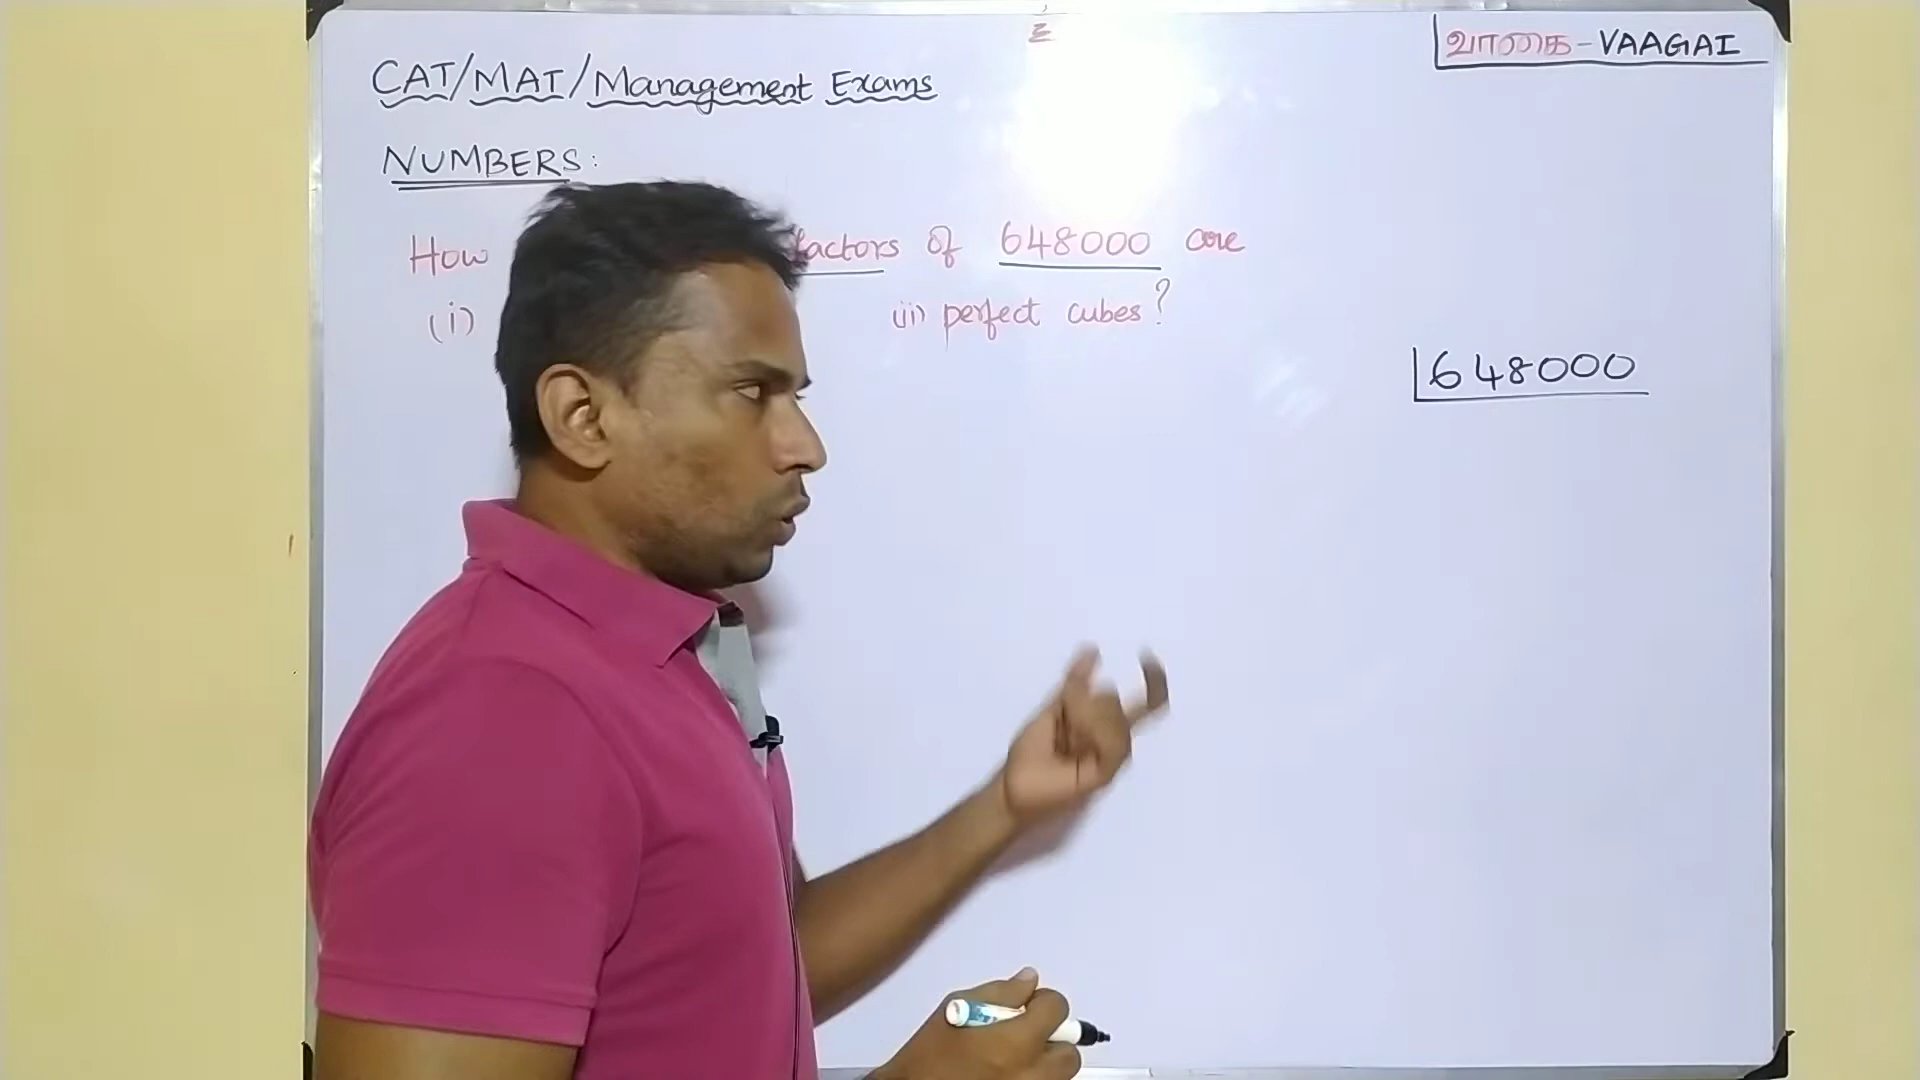 வாகை - VAAGAI
CAT/MAT/Management Exams
NUMBERS:
How factors of 648000 are
(i) (ii) perfect cubes?
648000